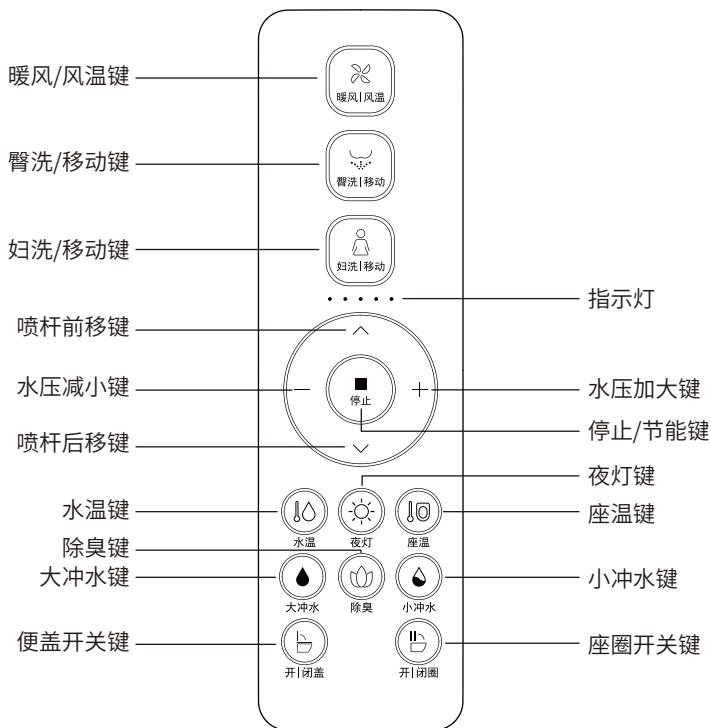 暖风/风温键
暖风|风温
臀洗/移动键
臀洗|移动
妇洗/移动键
妇洗|移动
指示灯
喷杆前移键
水压减小键
停止
水压加大键
停止/节能键
喷杆后移键
夜灯键
水温键
水温
夜灯
座温
座温键
除臭键
大冲水键
大冲水
除臭
小冲水
小冲水键
便盖开关键
开|闭盖
开|闭圈
座圈开关键